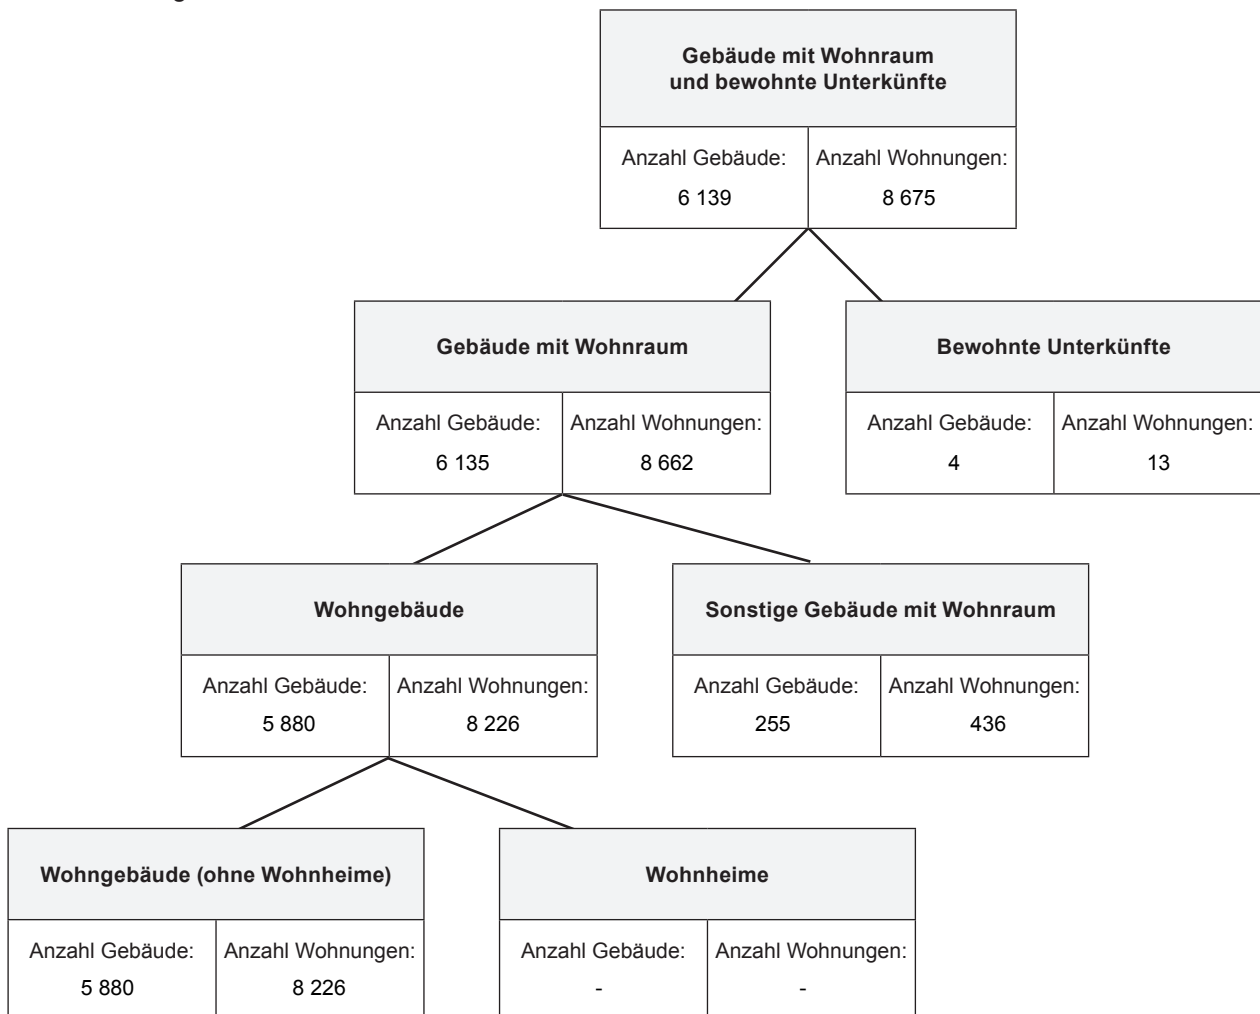 Gebäude mit Wohnraum
und bewohnte Unterkünfte
Anzahl Gebäude: Anzahl Wohnungen:
6 139 8 675
Gebäude mit Wohnraum Bewohnte Unterkünfte
Anzahl Gebäude: Anzahl Wohnungen: Anzahl Gebäude: Anzahl Wohnungen:
6 135 8 662 4 13
Wohngebäude Sonstige Gebäude mit Wohnraum
Anzahl Gebäude: Anzahl Wohnungen: Anzahl Gebäude: Anzahl Wohnungen:
5 880 8 226 255 436
Wohngebäude (ohne Wohnheime) Wohnheime
Anzahl Gebäude: Anzahl Wohnungen: Anzahl Gebäude: Anzahl Wohnungen:
5 880 8 226 - -